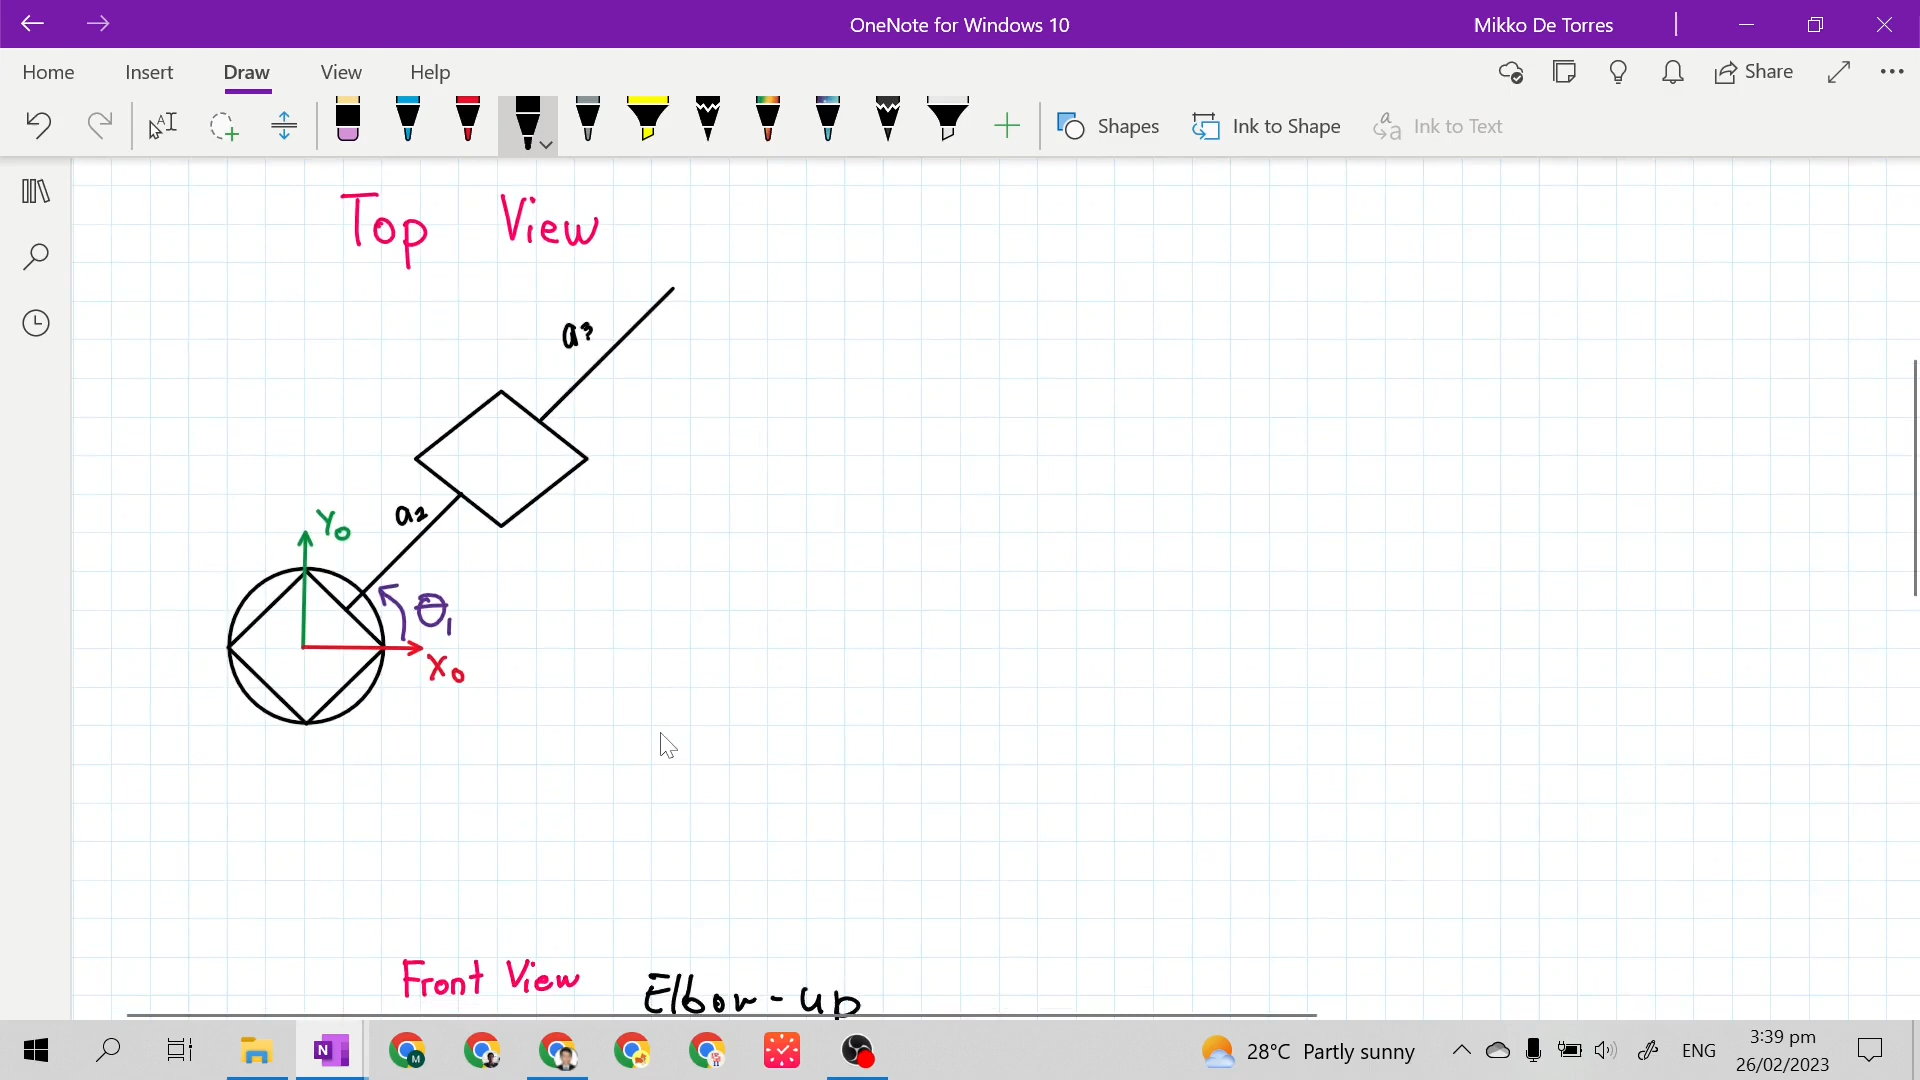 OneNote for Windows 10
Mikko De Torres
Home Insert Draw View Help
Share
Shapes
Ink to Shape
Ink to Text
Top View
a3
a2
Y0
θ1
X0
Front View
Elbow-up
28°C Partly sunny
ENG
3:39 pm
26/02/2023